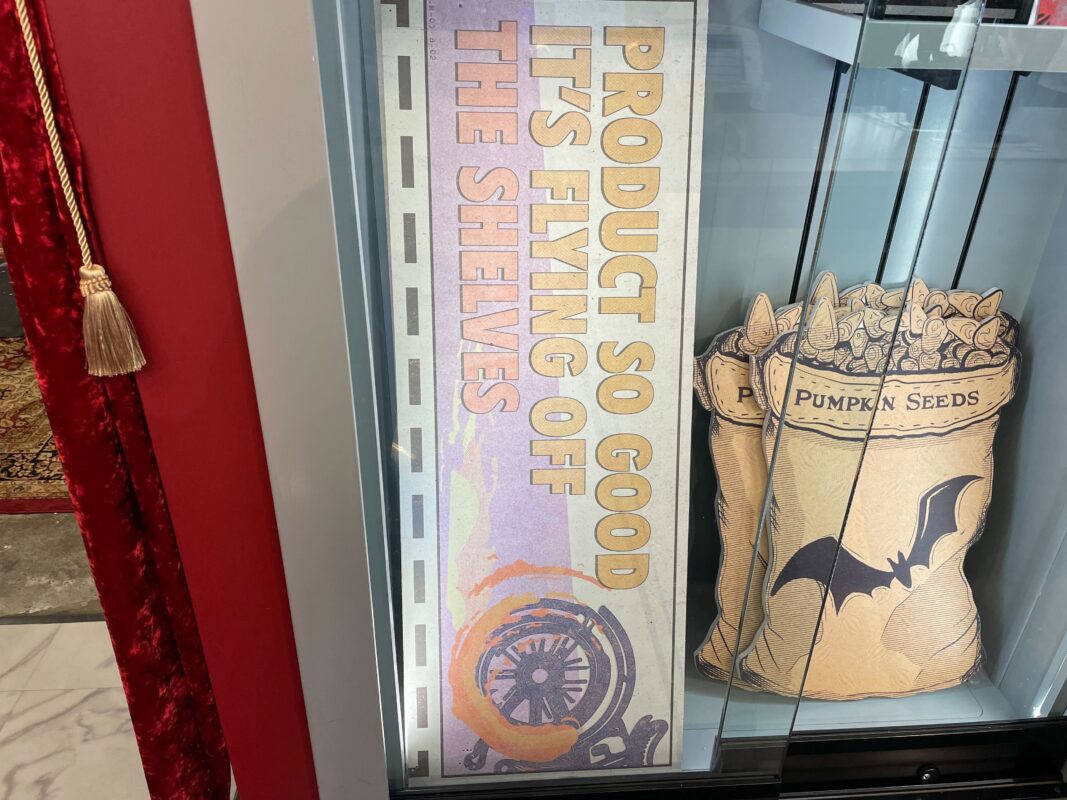 PRODUCT SO GOOD
IT'S FLYING OFF
THE SHELVES
P
PUMPKIN SEEDS